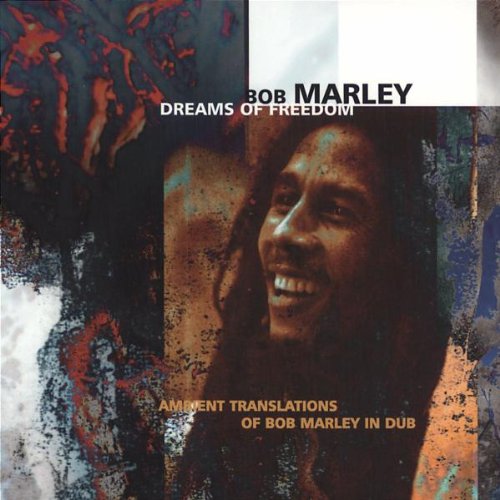 BOB MARLEY
DREAMS OF FREEDOM
AMBIENT TRANSLATIONS
OF BOB MARLEY IN DUB